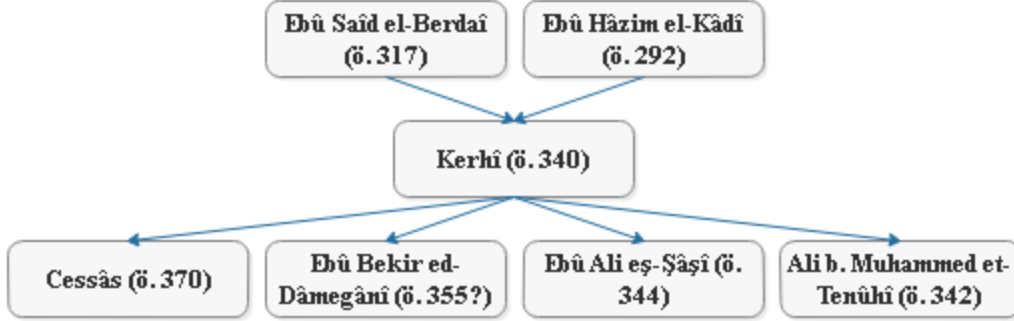 Ebû Saîd el-Berdaî
(ö. 317)
Ebû Hâzim el-Kâdî
(ö. 292)
Kerhî (ö. 340)
Cessâs (ö. 370)
Ebû Bekir ed-
Dâmegânî (ö. 355?)
Ebû Ali eş-Şâşî (ö.
344)
Ali b. Muhammed et-
Tenûhî (ö. 342)